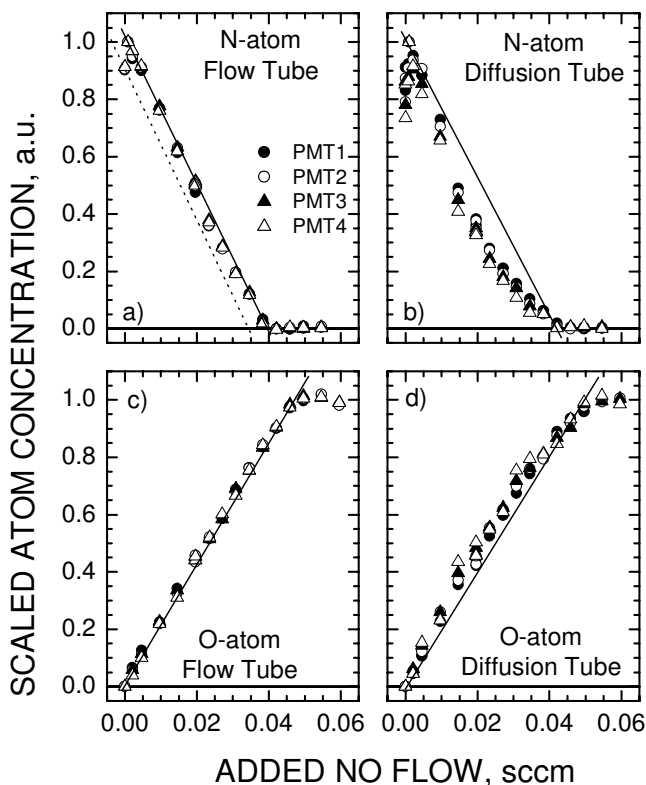 SCALED ATOM CONCENTRATION, a.u.
1.0
0.8
0.6
0.4
0.2
0.0
N-atom
Flow Tube
PMT1
PMT2
PMT3
PMT4
a)
N-atom
Diffusion Tube
b)
1.0
0.8
0.6
0.4
0.2
0.0
c)
O-atom
Flow Tube
d)
O-atom
Diffusion Tube
0.00 0.02 0.04 0.06 0.00 0.02 0.04 0.06
ADDED NO FLOW, sccm